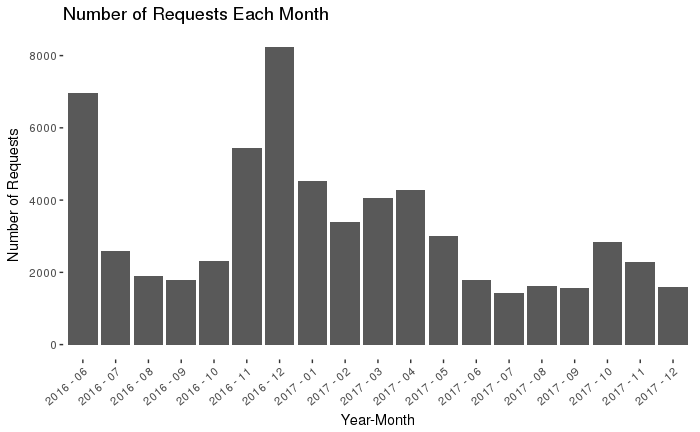 Number of Requests Each Month
Number of Requests
8000
6000
4000
2000
0
2016 - 06
2016 - 07
2016 - 08
2016 - 09
2016 - 10
2016 - 11
2016 - 12
2017 - 01
2017 - 02
2017 - 03
2017 - 04
2017 - 05
2017 - 06
2017 - 07
2017 - 08
2017 - 09
2017 - 10
2017 - 11
2017 - 12
Year-Month